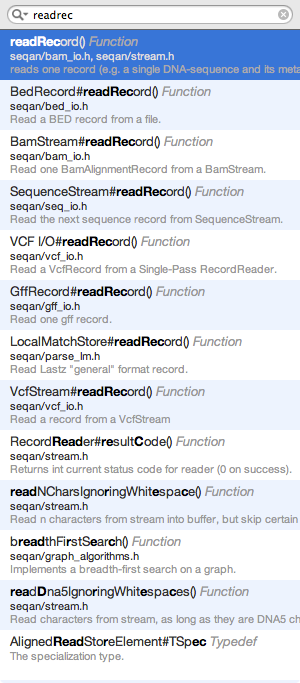 readrec
readRecord() Function
seqan/bam_io.h, seqan/stream.h
reads one record (e.g. a single DNA-sequence and its meta
BedRecord#readRecord() Function
seqan/bed_io.h
Read a BED record from a file.
BamStream#readRecord() Function
seqan/bam_io.h
Read one BamAlignmentRecord from a BamStream.
SequenceStream#readRecord() Function
seqan/seq_io.h
Read the next sequence record from SequenceStream.
VCF I/O#readRecord() Function
seqan/vcf_io.h
Read a VcfRecord from a Single-Pass RecordReader.
GffRecord#readRecord() Function
seqan/gff_io.h
Read one gff record.
LocalMatchStore#readRecord() Function
seqan/parse_lm.h
Read Lastz "general" format record.
VcfStream#readRecord() Function
seqan/vcf_io.h
Read a record from a VcfStream
RecordReader#resultCode() Function
seqan/stream.h
Returns int current status code for reader (0 on success).
readNCharsIgnoringWhitespace() Function
seqan/stream.h
Read n characters from stream into buffer, but skip certain
breadthFirstSearch() Function
seqan/graph_algorithms.h
Implements a breadth-first search on a graph.
readDna5IgnoringWhitespaces() Function
seqan/stream.h
Read characters from stream, as long as they are DNA5 ch
AlignedReadStoreElement#TSpec Typedef
The specialization type.